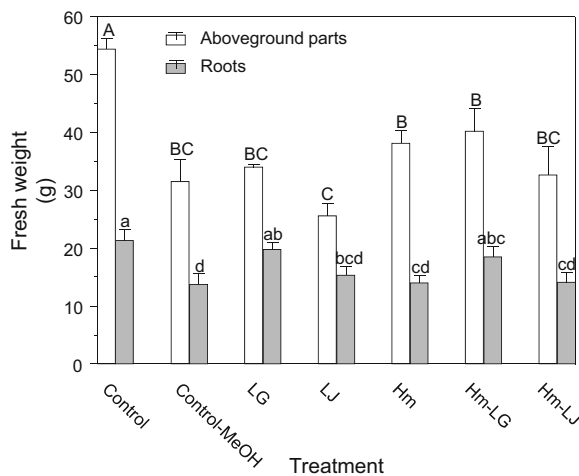 Aboveground parts
Roots
Fresh weight
(g)
60
50
40
30
20
10
0
A
a
BC
d
BC
ab
C
bcd
B
cd
B
abc
BC
cd
Control
Control-MeOH
LG
LJ
Hm
Hm-LG
Hm-LJ
Treatment